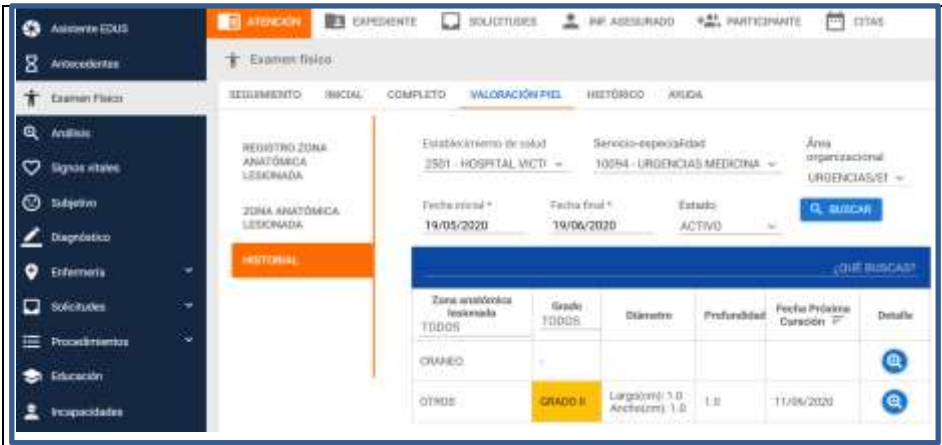 Asistente EDUS
Antecedentes
Examen Físico
Análisis
Signos vitales
Subjetivo
Diagnóstico
Enfermería
Solicitudes
Procedimientos
Educación
Incapacidades
ATENCIÓN EXPEDIENTE SOLICITUDES INF. ASEGURADO PARTICIPANTE CITAS
Examen físico
SEGUIMIENTO INICIAL COMPLETO VALORACIÓN PIEL HISTÓRICO AYUDA
REGISTRO ZONA
ANATÓMICA
LESIONADA
ZONA ANATÓMICA
LESIONADA
HISTORIAL
Establecimiento de salud
2501 - HOSPITAL VICTI
Servicio-especialidad
10094 - URGENCIAS MEDICINA
Área
organizacional
URGENCIAS/EI
Fecha inicial *
19/05/2020
Fecha final *
19/06/2020
Estado
ACTIVO
BUSCAR
¿QUÉ BUSCAS?
Zona anatómica
lesionada
TODOS
Grado
TODOS
Diámetro
Profundidad
Fecha Próxima
Curación
Detalle
CRANEO -
OTROS GRADO II Largo(cm): 1.0
Ancho(cm): 1.0
1.0 11/06/2020